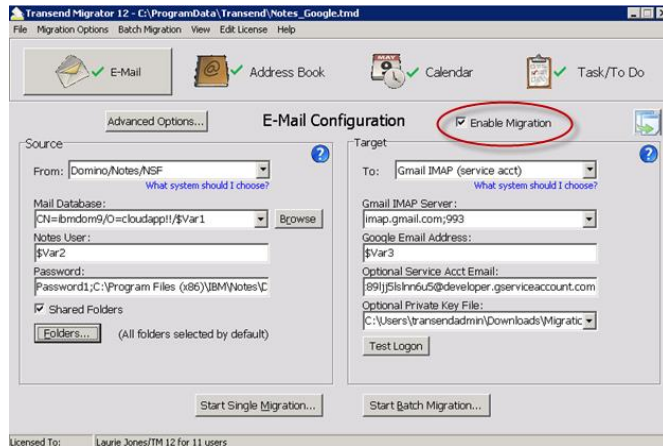 Transend Migrator 12 - C:\ProgramData\Transend\Notes_Google.tmd
File Migration Options Batch Migration View Edit License Help
E-Mail
Address Book
MAY
Calendar
Task/To Do
Advanced Options...
E-Mail Configuration
Enable Migration
Source
From: Domino/Notes/NSF
What system should I choose?
Mail Database:
CN=ibmdom9/O=cloudapp!!/$Var1
Browse
Notes User:
$Var2
Password:
Password1;C:\Program Files (x86)\IBM\Notes\D
Shared Folders
Folders...
(All folders selected by default)
Target
To: Gmail IMAP (service acct)
What system should I choose?
Gmail IMAP Server:
imap.gmail.com;993
Google Email Address:
$Var3
Optional Service Acct Email:
@developer.gserviceaccount.com
Optional Private Key File:
C:\Users\transendadmin\Downloads\Migratic
Test Logon
Start Single Migration...
Start Batch Migration...
Licensed To: Laurie Jones/TM 12 for 11 users